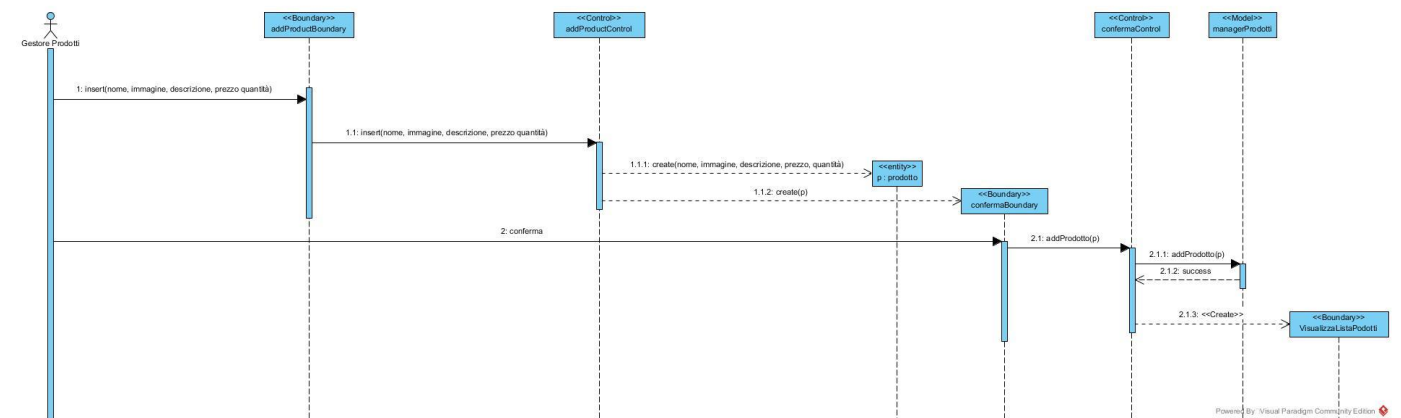 <<Boundary>>
addProductBoundary
<<Control>>
addProductControl
<<Control>>
confermaControl
<<Model>>
managerProdotti
Gestore Prodotti
1: insert(nome, immagine, descrizione, prezzo quantità)
1.1: insert(nome, immagine, descrizione, prezzo quantità)
1.1.1: create(nome, immagine, descrizione, prezzo, quantità)
<<entity>>
p : prodotto
1.1.2: create(p)
<<Boundary>>
confermaBoundary
2: conferma
2.1: addProdotto(p)
2.1.1: addProdotto(p)
2.1.2: success
2.1.3: <<Create>>
<<Boundary>>
VisualizzaListaPodotti
Powered By Visual Paradigm Community Edition